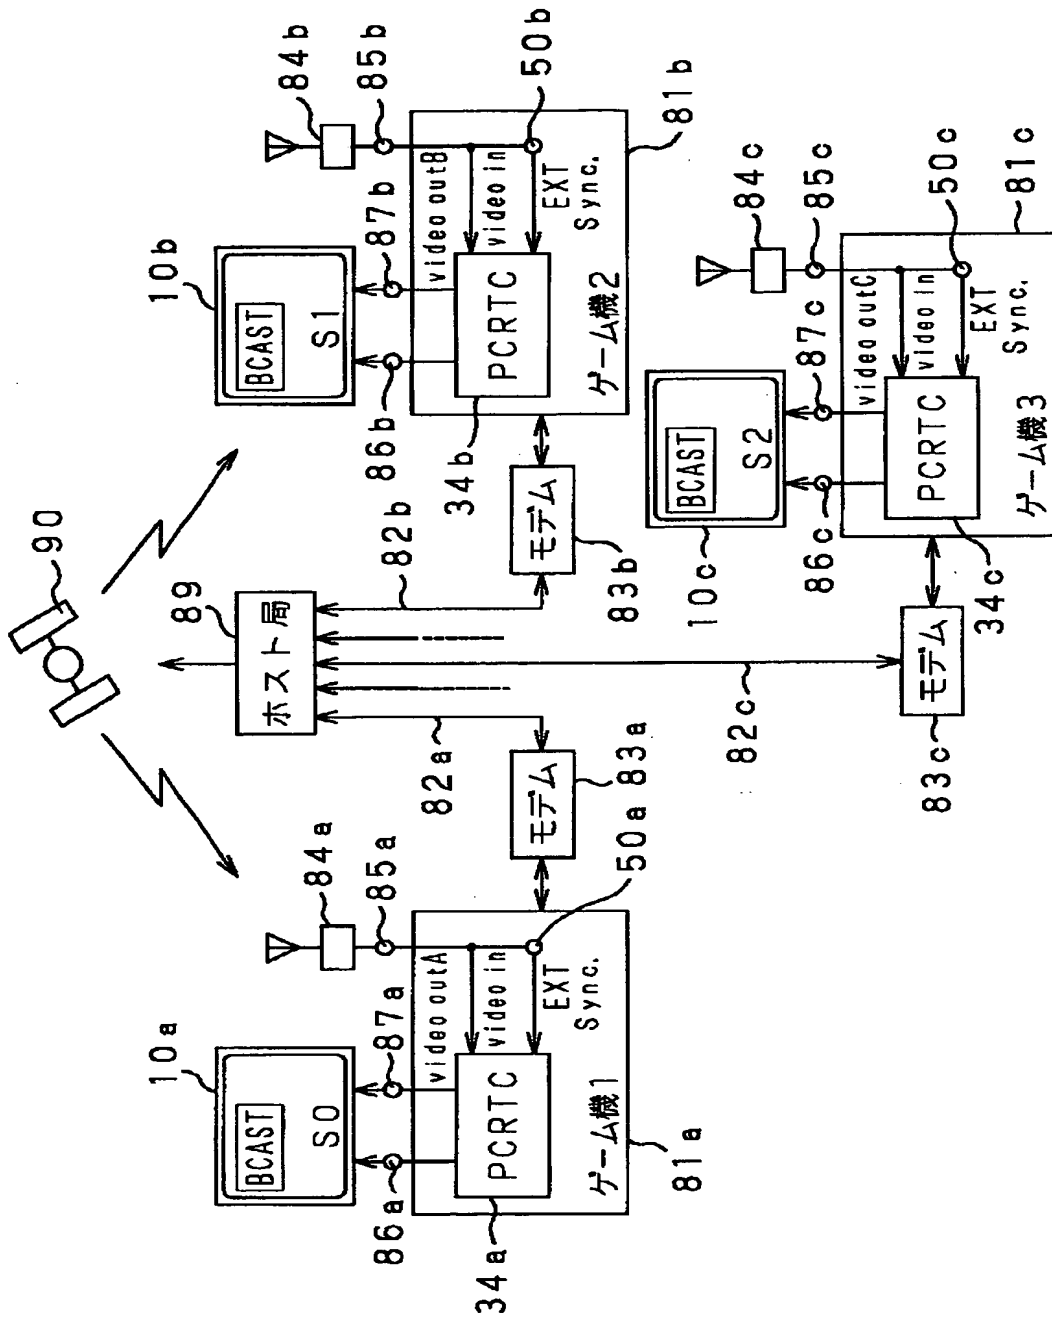 90
89
ホスト局
10a
BCAST
S0
84a
85a
86a
87a
video outA
video in
EXT
Sync.
PCRTC
ゲーム機1
34a
50a
81a
82a
モデム
83a
10b
BCAST
S1
84b
85b
86b
87b
video outB
video in
EXT
Sync.
PCRTC
ゲーム機2
34b
50b
81b
82b
モデム
83b
10c
BCAST
S2
84c
85c
86c
87c
video outC
video in
EXT
Sync.
PCRTC
ゲーム機3
34c
50c
81c
82c
モデム
83c